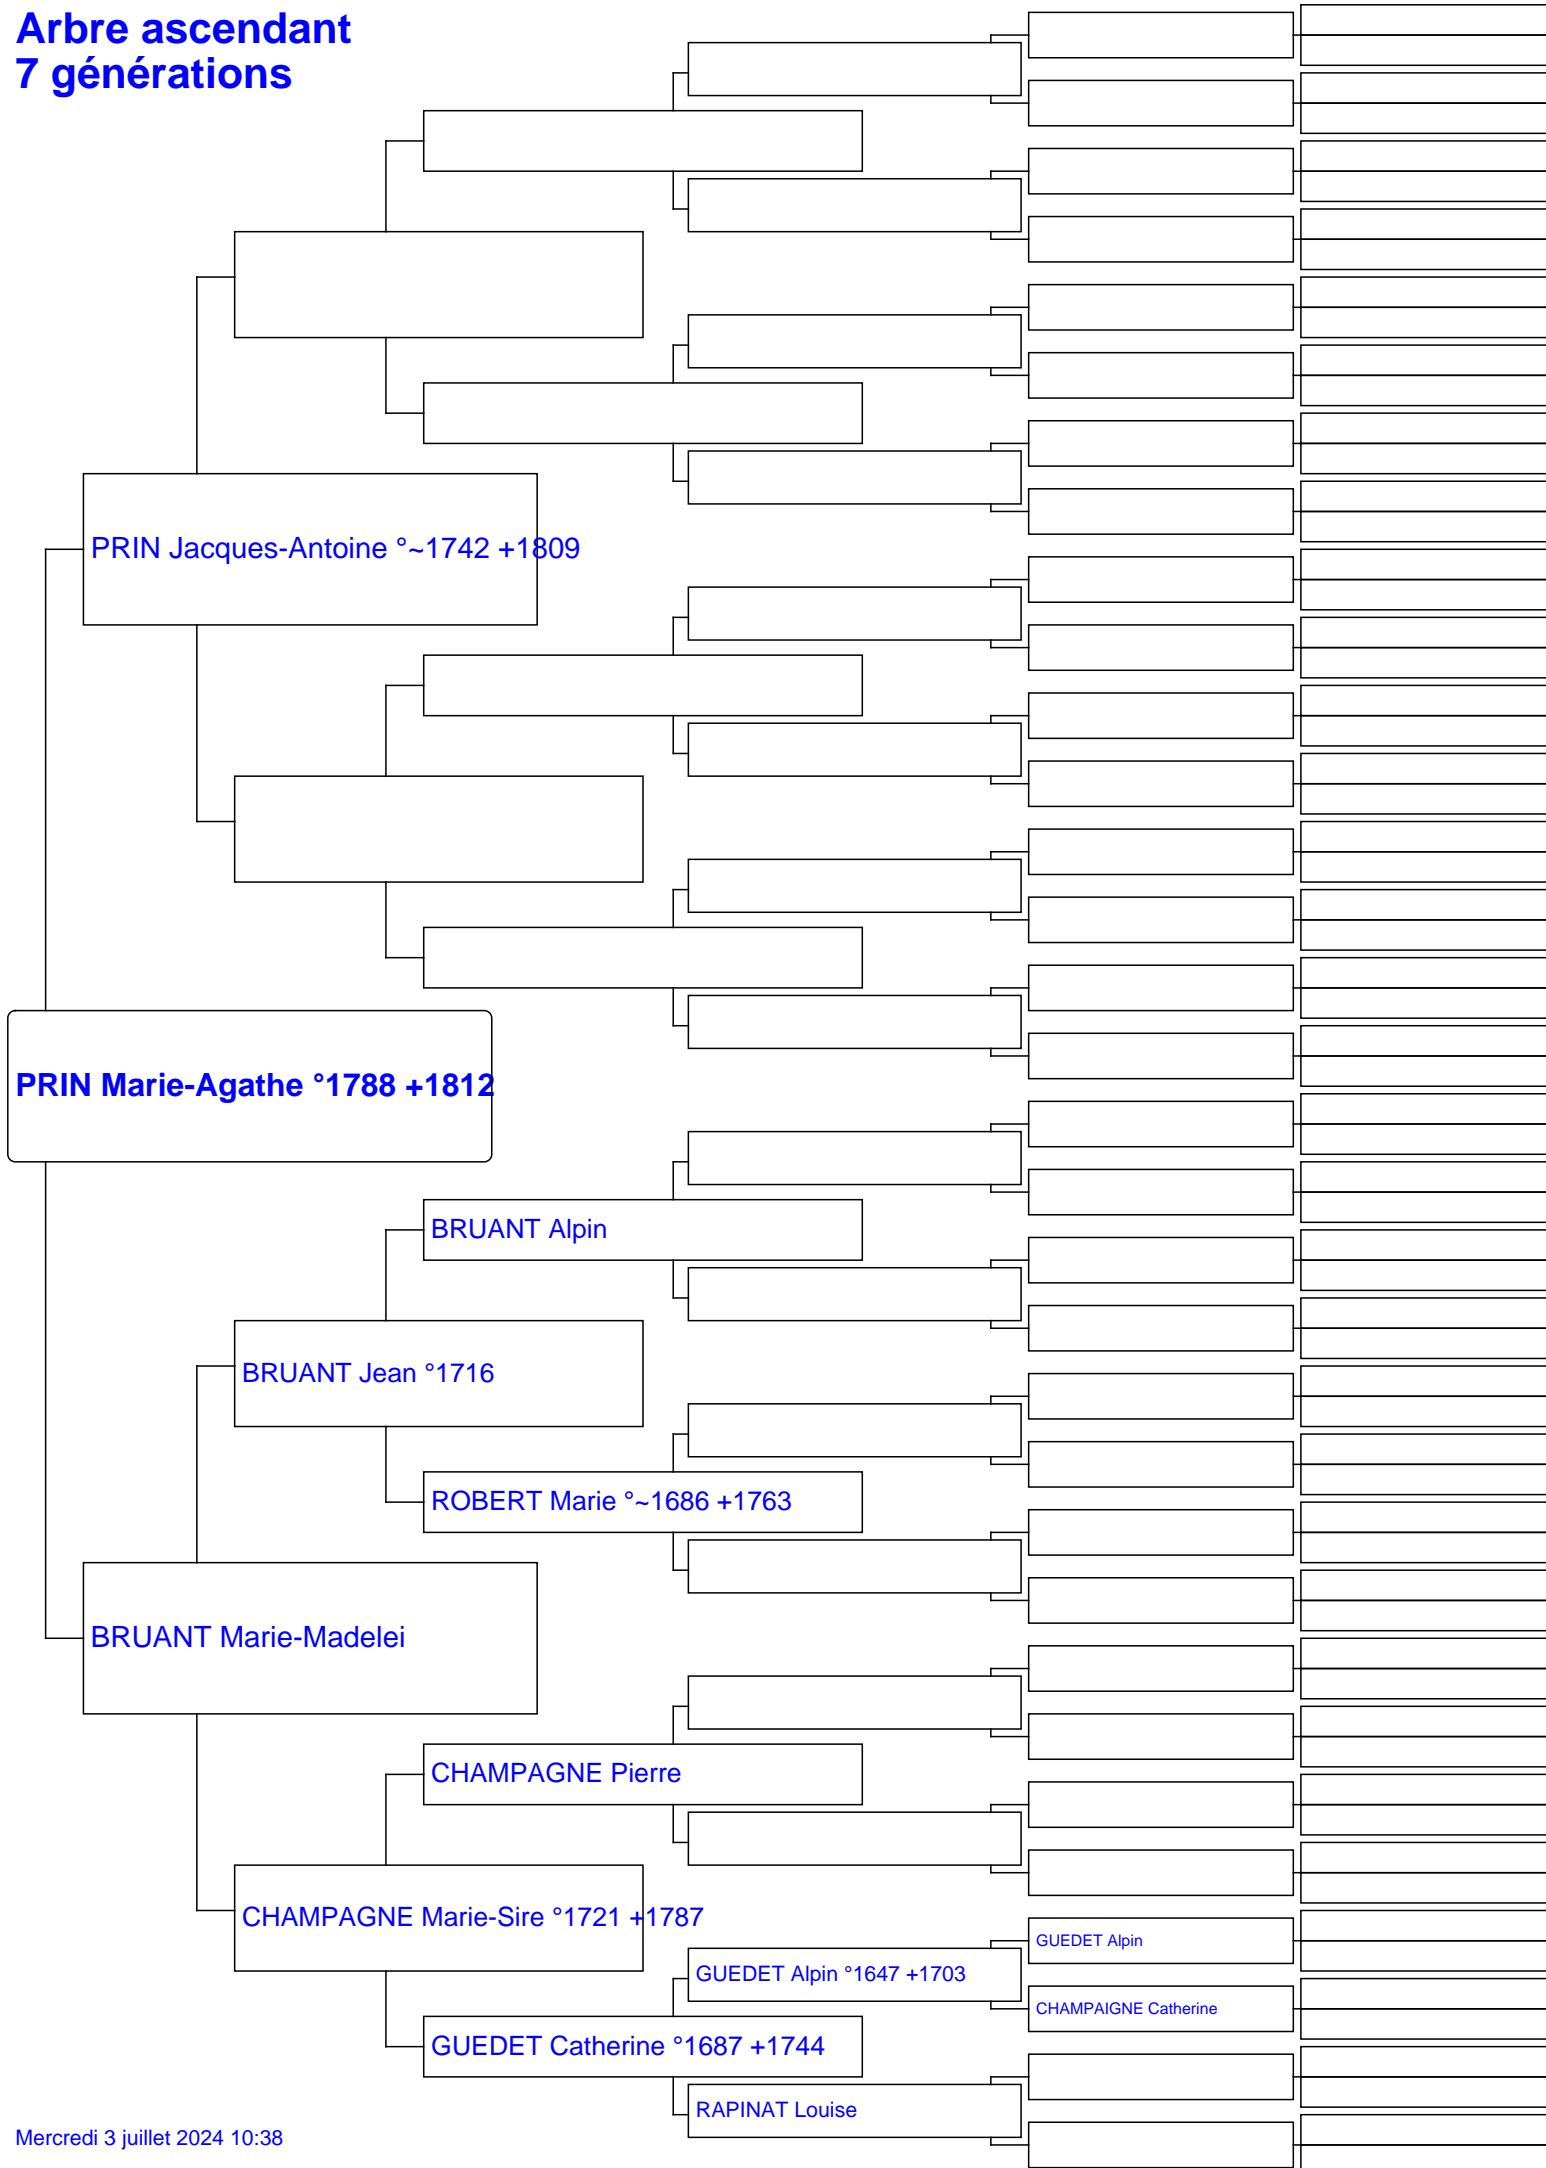 Arbre ascendant
7 générations
PRIN Jacques-Antoine °~1742 +1809
PRIN Marie-Agathe °1788 +1812
BRUANT Alpin
BRUANT Jean °1716
ROBERT Marie °~1686 +1763
BRUANT Marie-Madelei
CHAMPAGNE Pierre
CHAMPAGNE Marie-Sire °1721 +1787
GUEDET Alpin
GUEDET Alpin °1647 +1703
CHAMPAIGNE Catherine
GUEDET Catherine °1687 +1744
RAPINAT Louise
Mercredi 3 juillet 2024 10:38